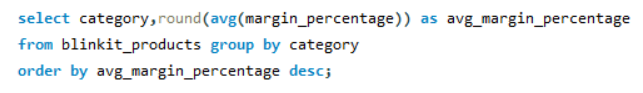 select category,round(avg(margin_percentage)) as avg_margin_percentage
from blinkit_products group by category
order by avg_margin_percentage desc;